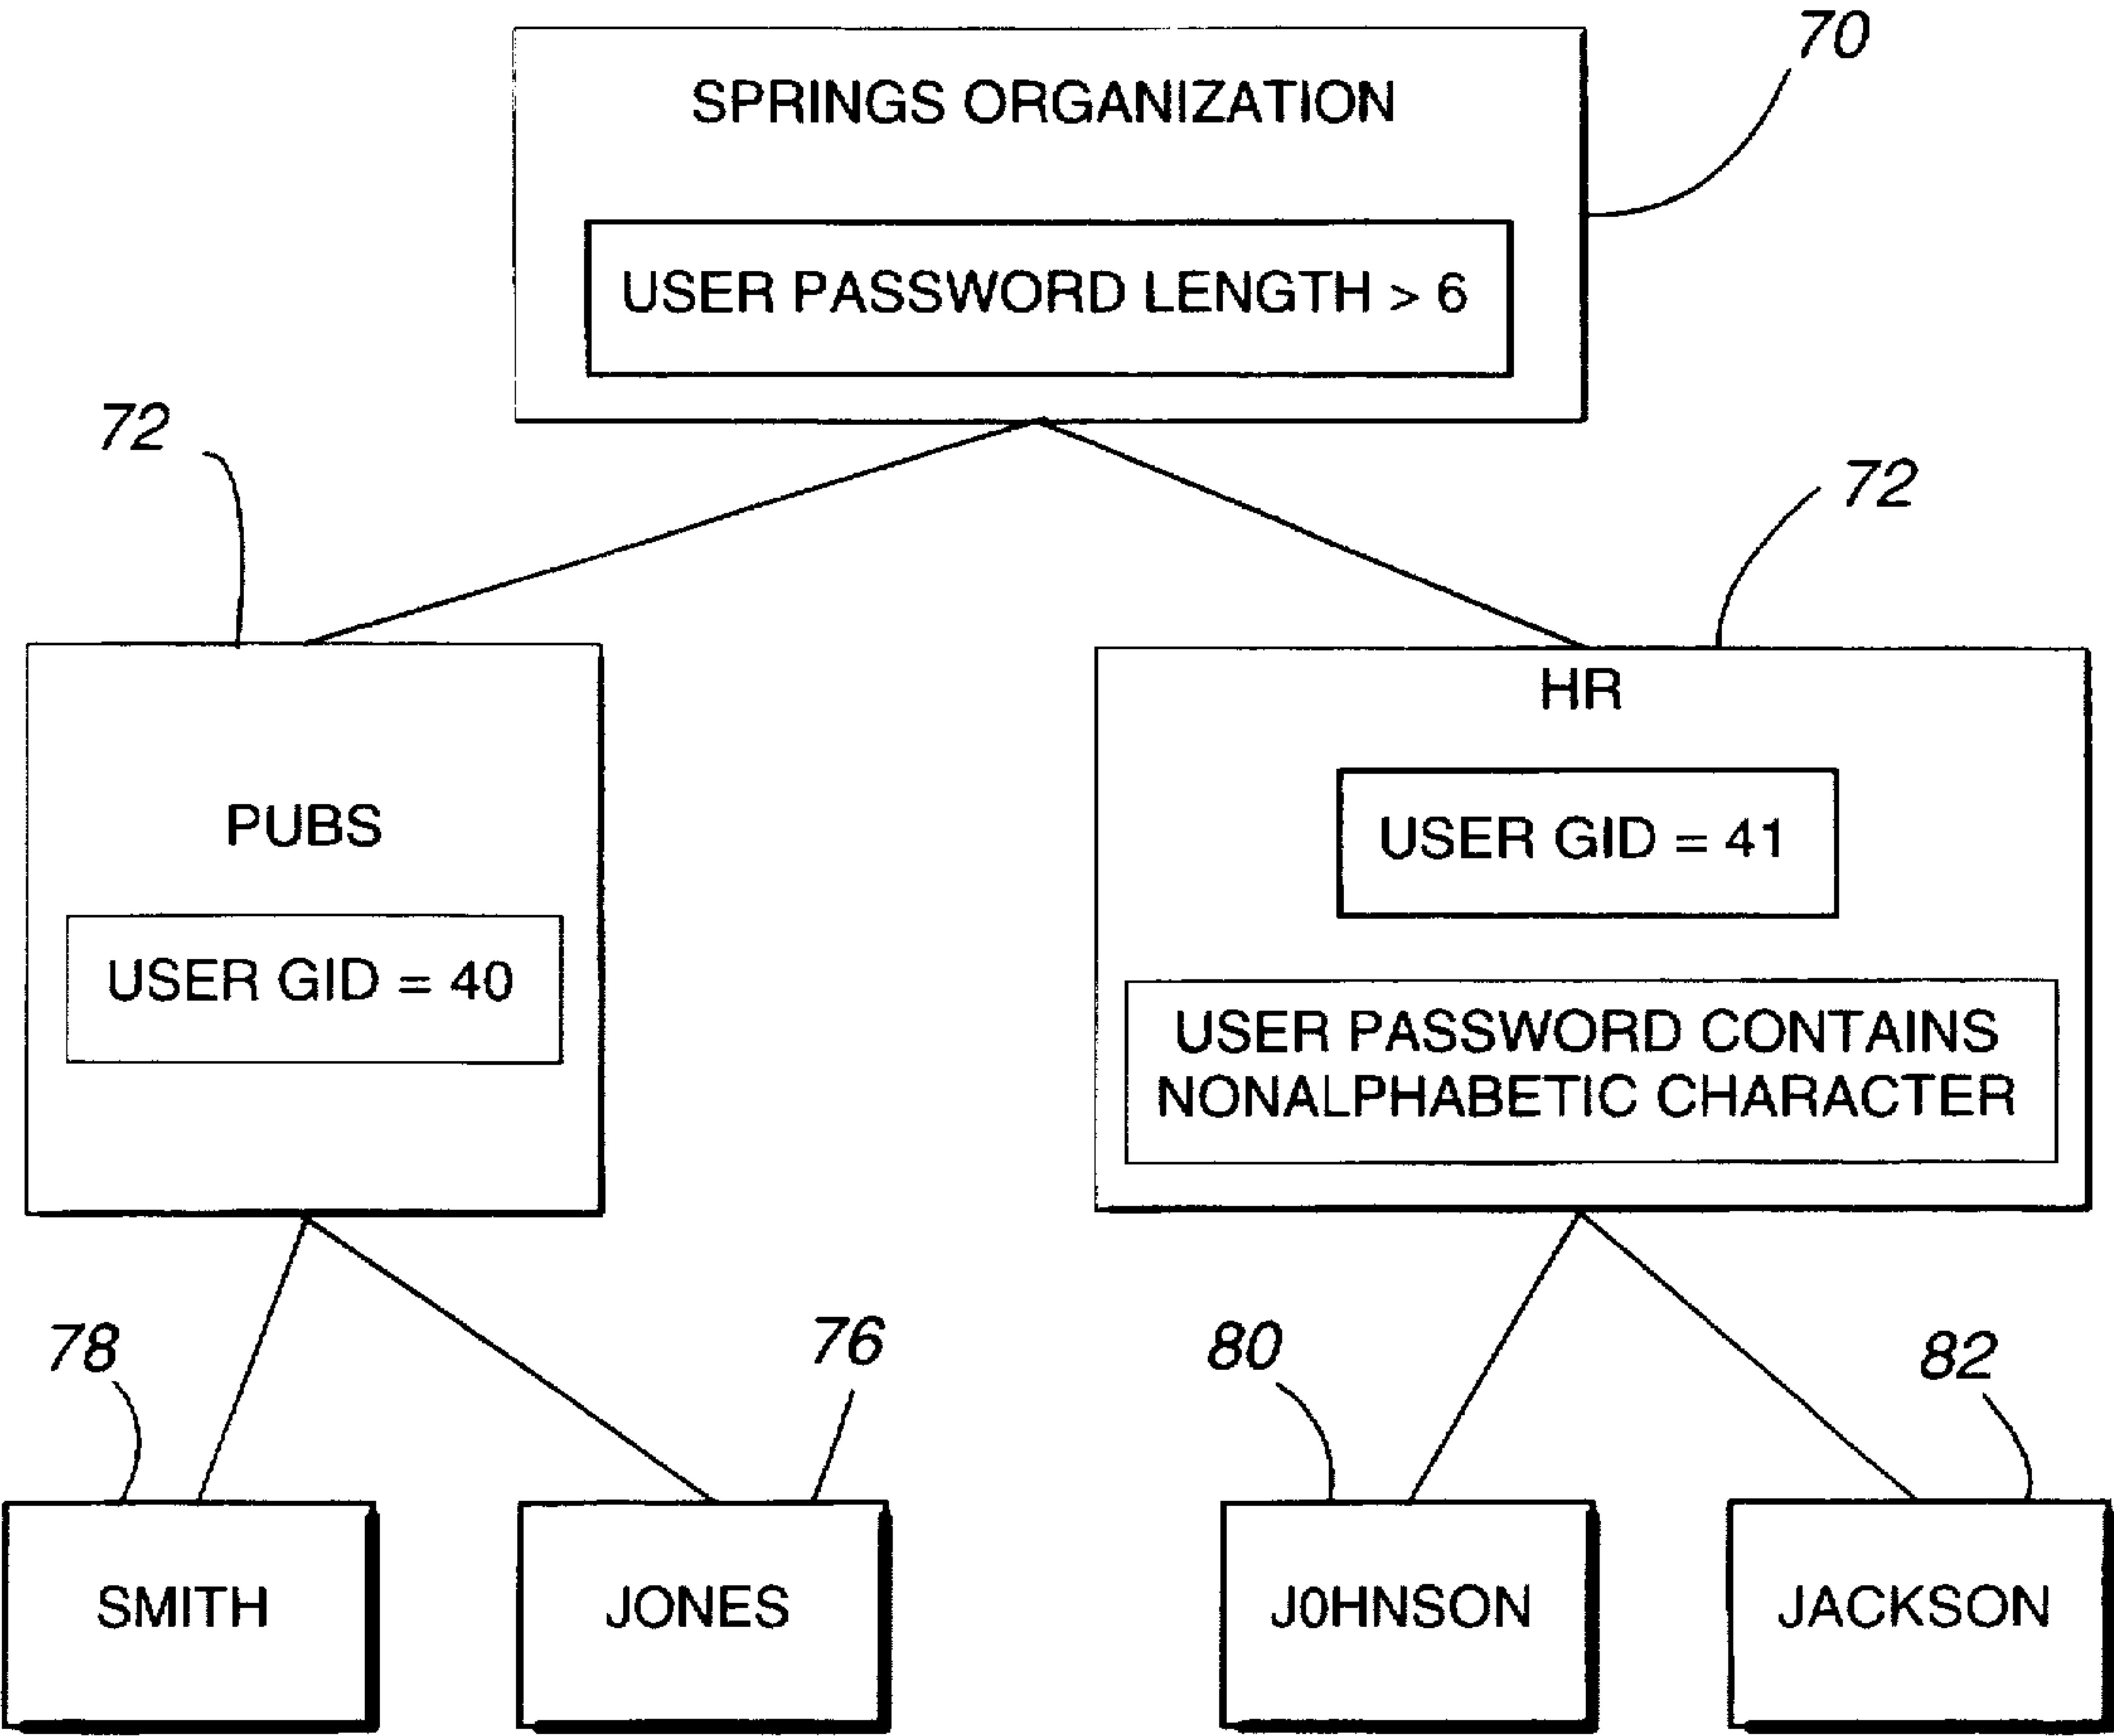 70
SPRINGS ORGANIZATION
USER PASSWORD LENGTH > 6
72
72
PUBS
USER GID = 40
HR
USER GID = 41
USER PASSWORD CONTAINS
NONALPHABETIC CHARACTER
78
76
80
82
SMITH
JONES
J0HNSON
JACKSON